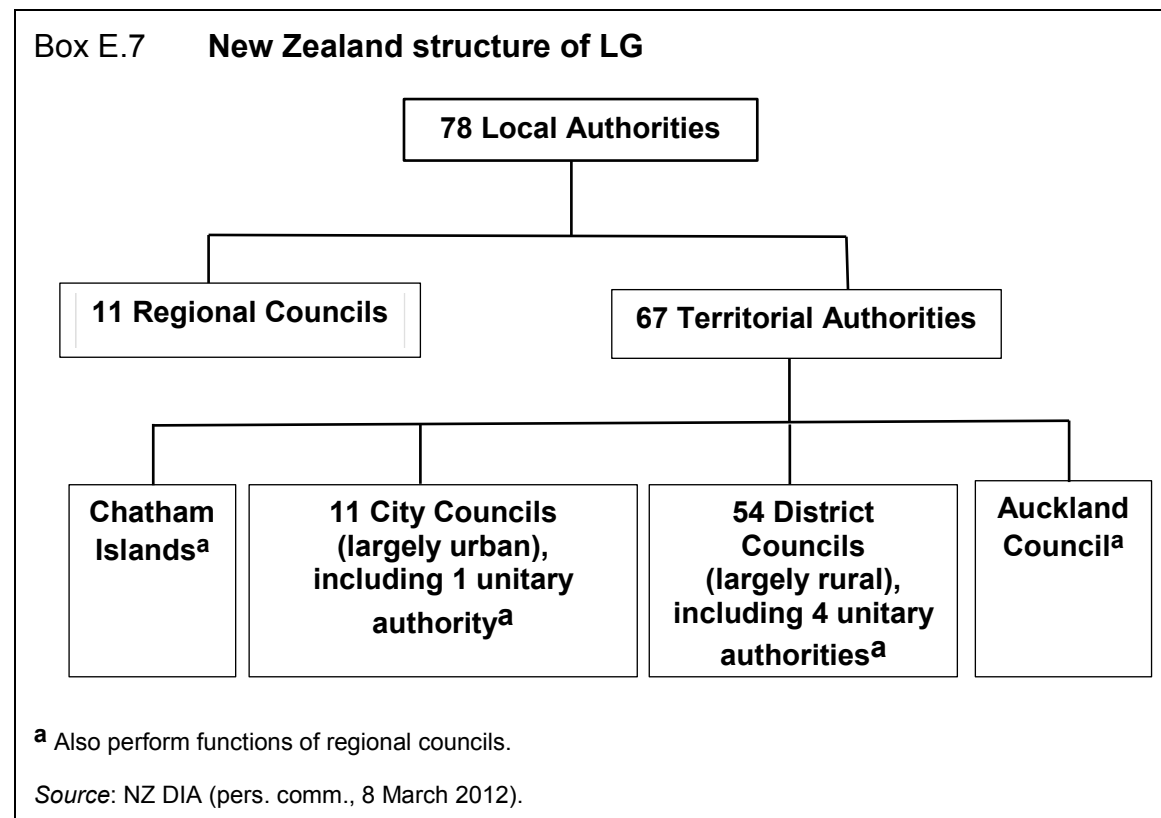 Box E.7 New Zealand structure of LG
78 Local Authorities
11 Regional Councils
67 Territorial Authorities
Chatham
Islandsa
11 City Councils
(largely urban),
including 1 unitary
authoritya
54 District
Councils
(largely rural),
including 4 unitary
authoritiesa
Auckland
Councila
a Also perform functions of regional councils.
Source: NZ DIA (pers. comm., 8 March 2012).